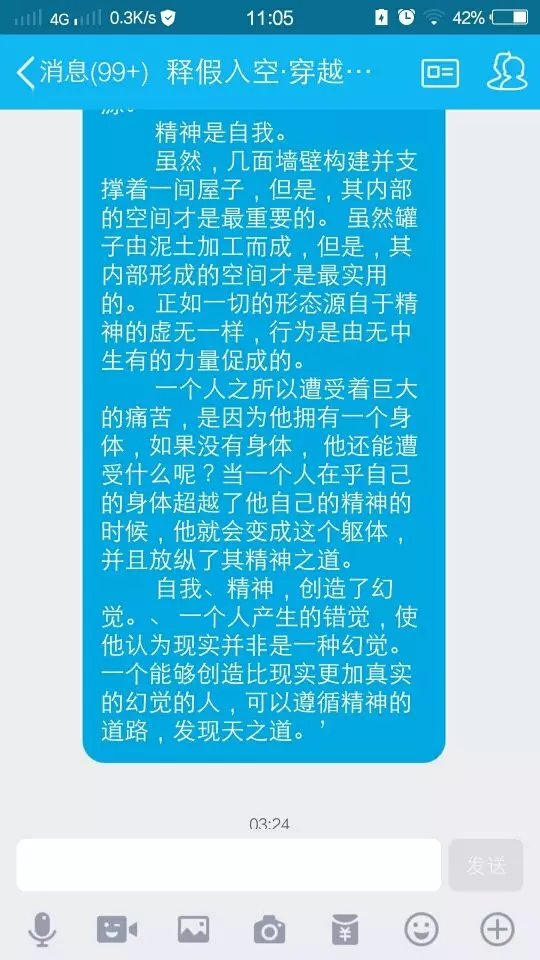 4G
0.3K/s
11:05
42%
消息(99+)
释假入空·穿越…
源。
精神是自我。
虽然，几面墙壁构建并支
撑着一间屋子，但是，其内部
的空间才是最重要的。 虽然罐
子由泥土加工而成，但是，其
内部形成的空间才是最实用
的。 正如一切的形态源自于精
神的虚无一样，行为是由无中
生有的力量促成的。
一个人之所以遭受着巨大
的痛苦，是因为他拥有一个身
体，如果没有身体， 他还能遭
受什么呢？当一个人在乎自己
的身体超越了他自己的精神的
时候，他就会变成这个躯体，
并且放纵了其精神之道。
自我、精神，创造了幻
觉。、 一个人产生的错觉，使
他认为现实并非是一种幻觉。
一个能够创造比现实更加真实
的幻觉的人，可以遵循精神的
道路，发现天之道。’
03:24
发送
¥